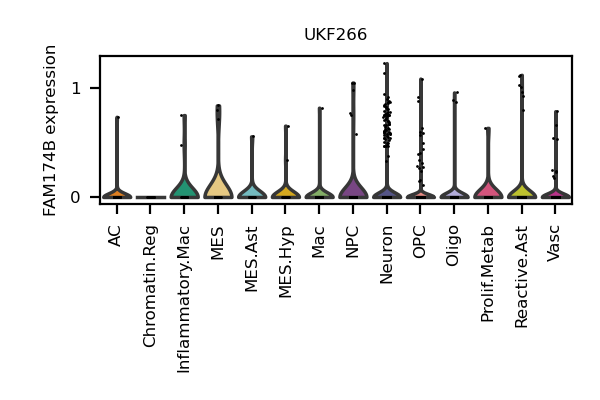 UKF266
FAM174B expression
1
0
AC
Chromatin.Reg
Inflammatory.Mac
MES
MES.Ast
MES.Hyp
Mac
NPC
Neuron
OPC
Oligo
Prolif.Metab
Reactive.Ast
Vasc